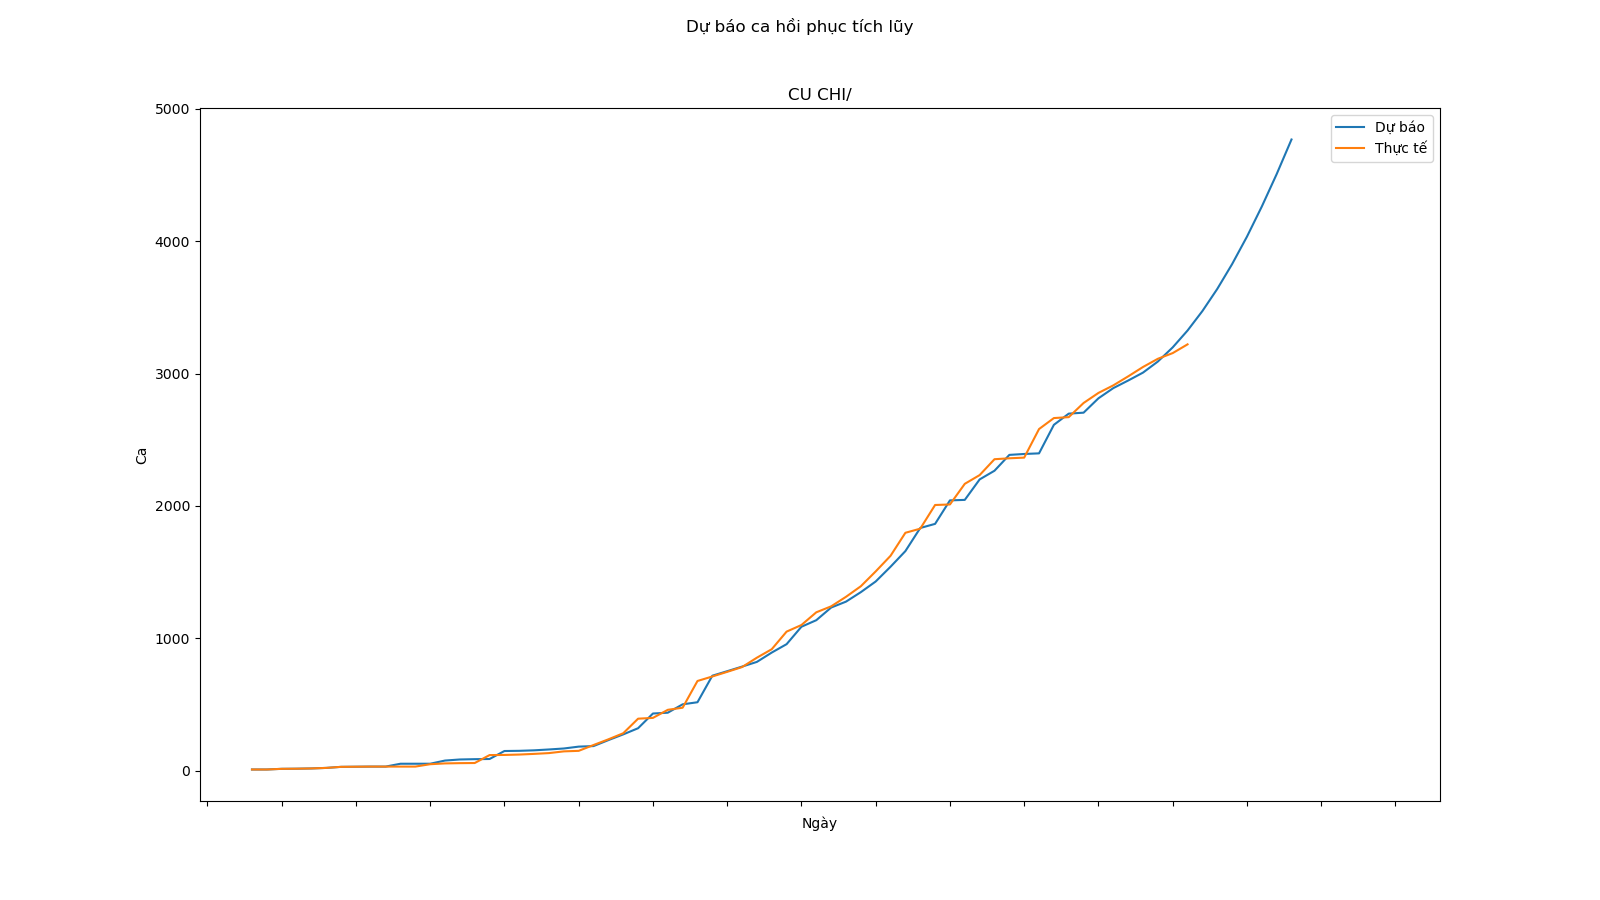 Dự báo ca hồi phục tích lũy
CU CHI/
5000
4000
3000
2000
1000
0
Ca
Ngày
Dự báo
Thực tế